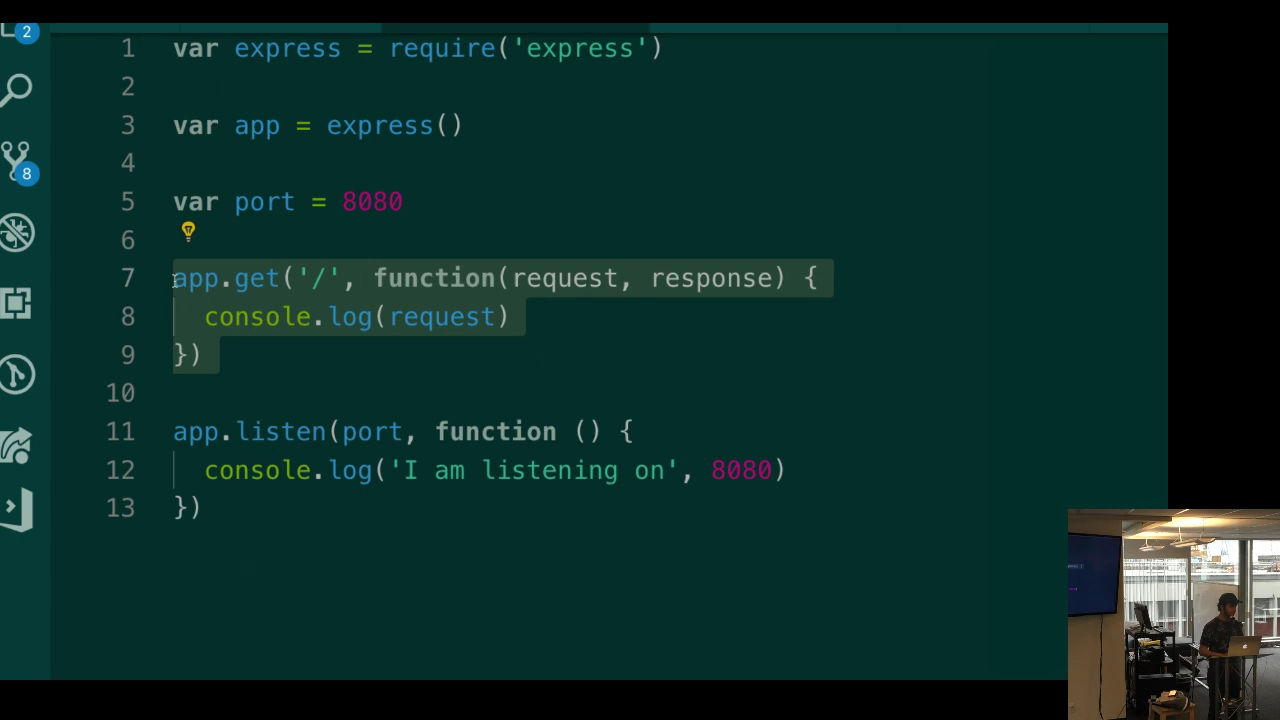 2
8
1 var express = require('express')
2
3 var app = express()
4
5 var port = 8080
6
7 app.get('/', function(request, response) {
8 console.log(request)
9 })
10
11 app.listen(port, function () {
12 console.log('I am listening on', 8080)
13 })